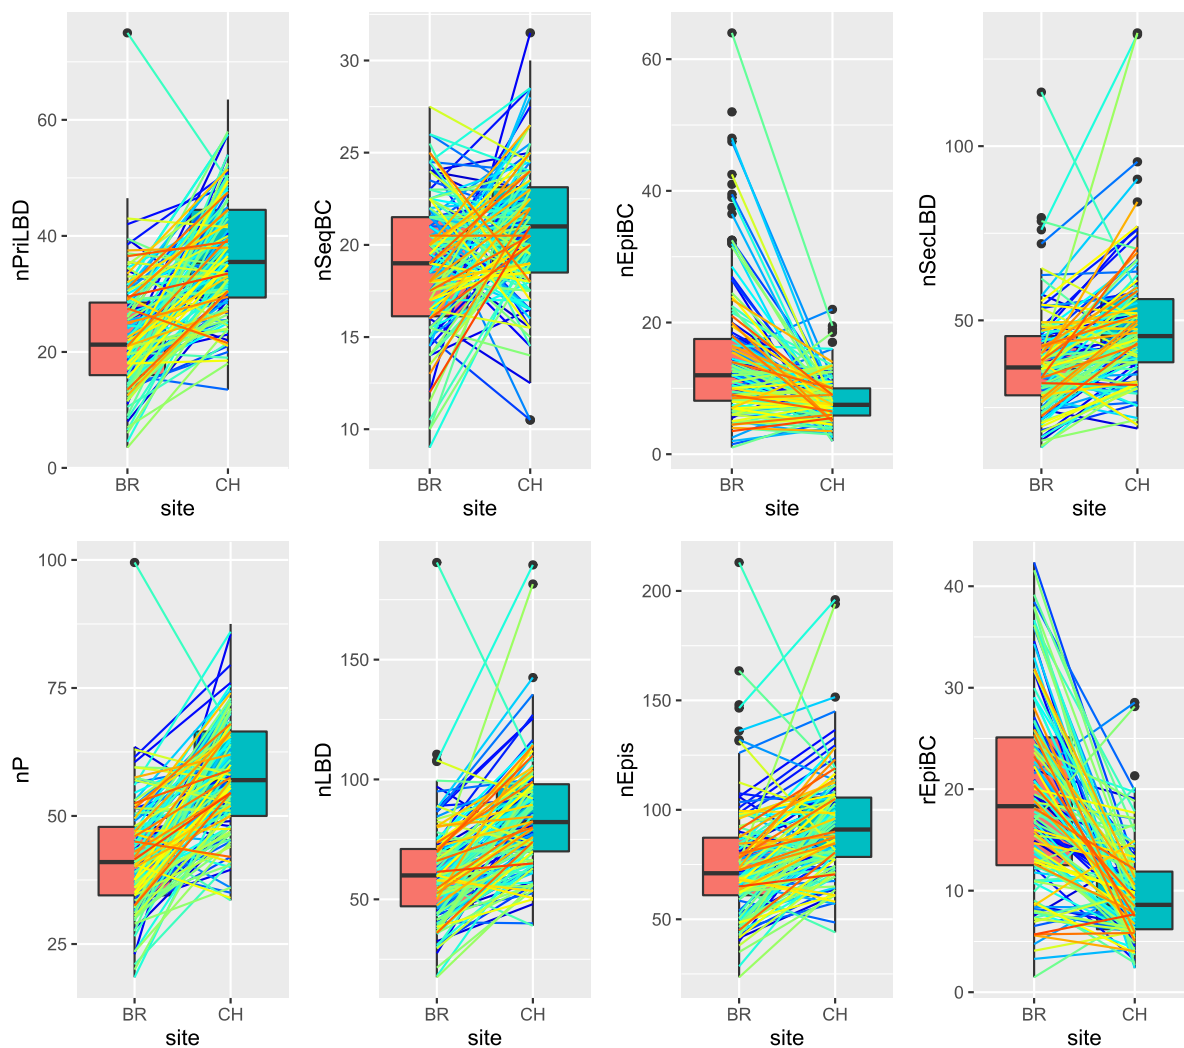 nPriLBD
60
40
20
0
BR
CH
site
nSeqBC
30
25
20
15
10
BR
CH
site
nEpiBC
60
40
20
0
BR
CH
site
nSecLBD
100
50
BR
CH
site
nP
100
75
50
25
BR
CH
site
nLBD
150
100
50
BR
CH
site
nEpis
200
150
100
50
BR
CH
site
rEpiBC
40
30
20
10
0
BR
CH
site